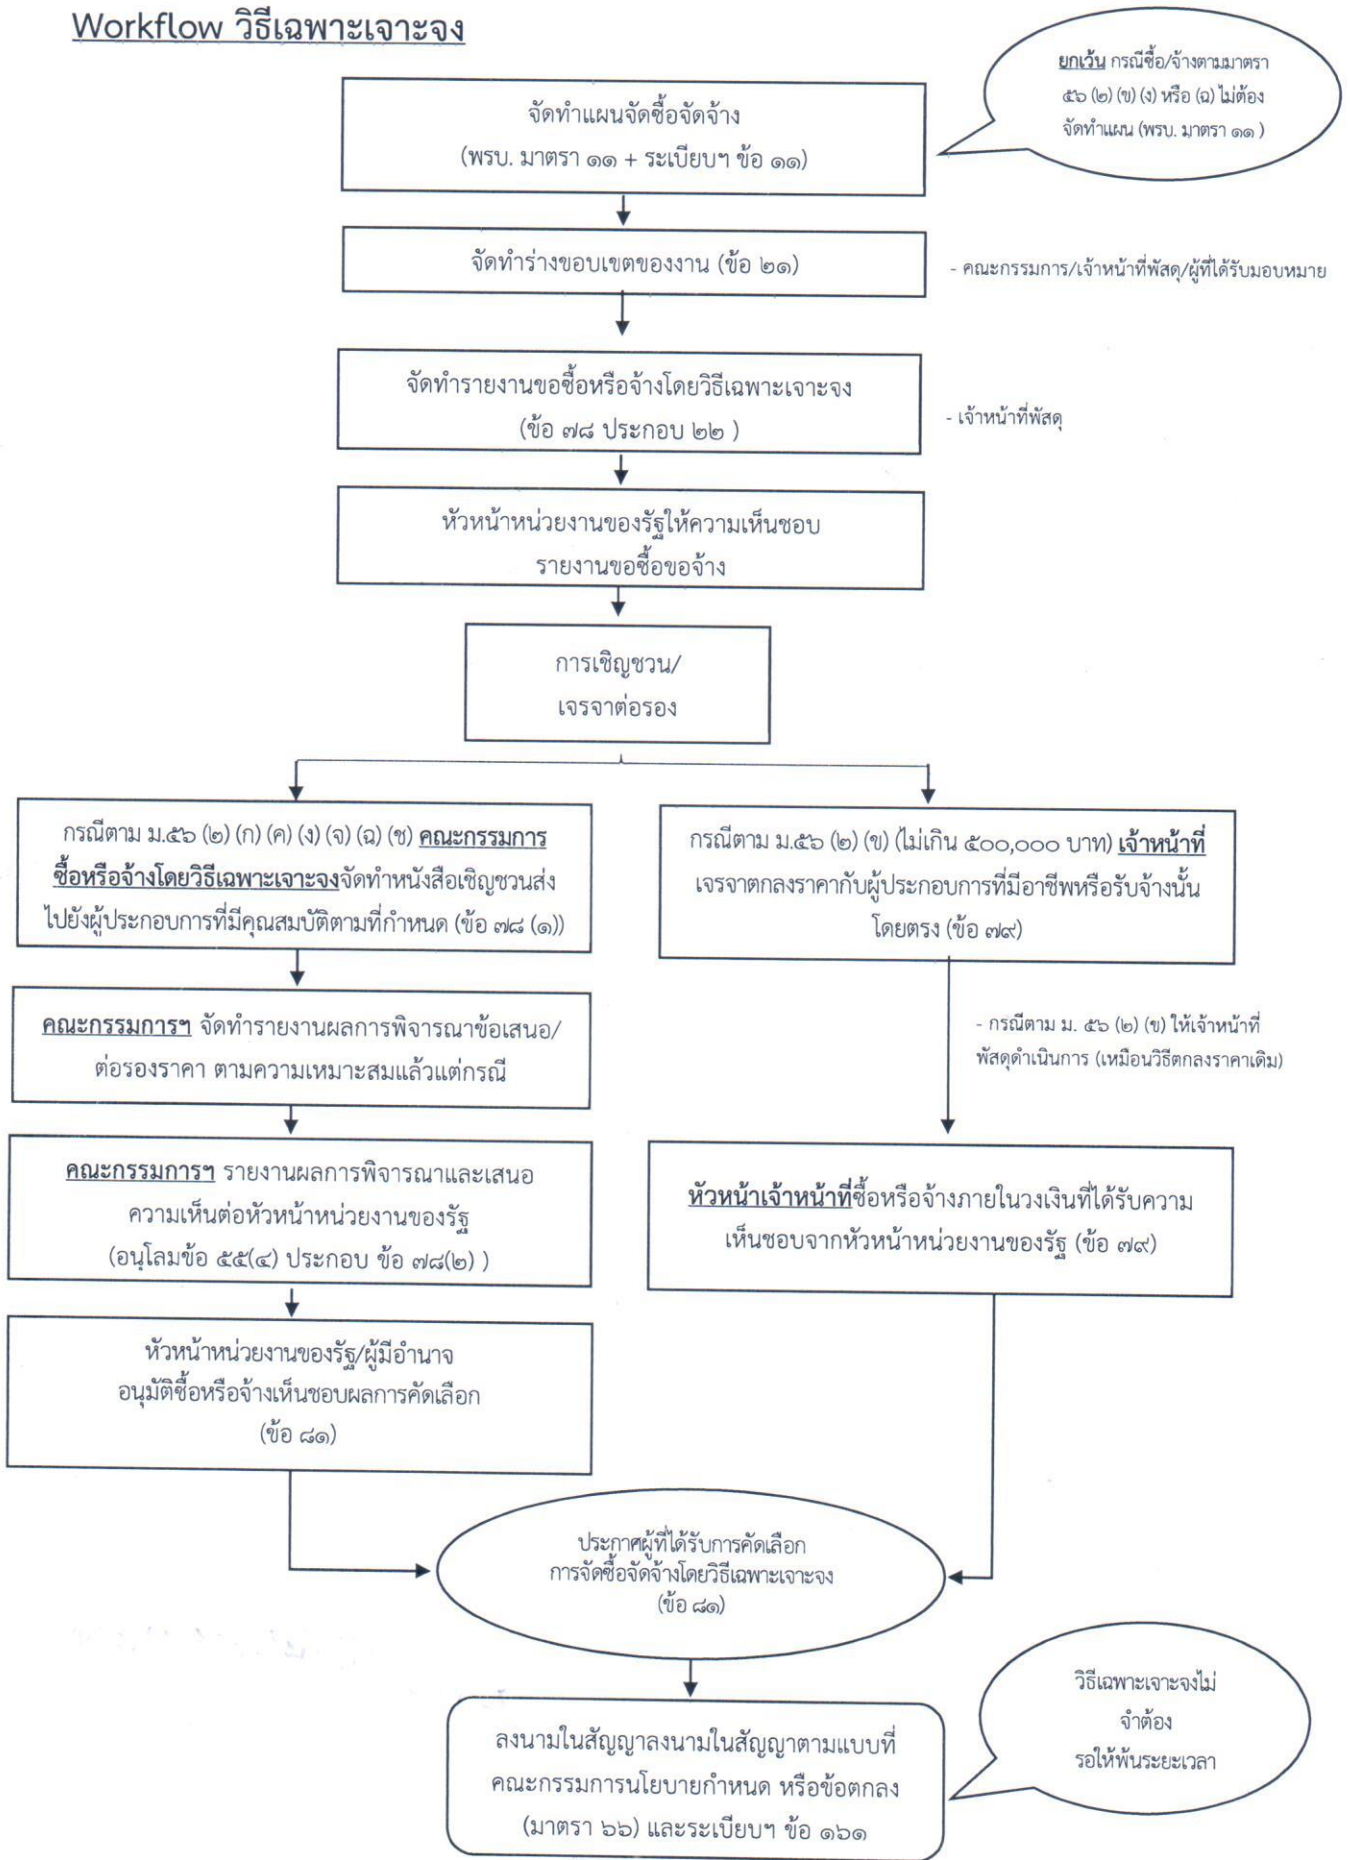 Workflow วิธีเฉพาะเจาะจง
ยกเว้น กรณีซื้อ/จ้างตามมาตรา
๕๖ (๒) (ข) (ง) หรือ (ฉ) ไม่ต้อง
จัดทำแผน (พรบ. มาตรา ๑๑ )
จัดทำแผนจัดซื้อจัดจ้าง
(พรบ. มาตรา ๑๑ + ระเบียบฯ ข้อ ๑๑)
จัดทำร่างขอบเขตของงาน (ข้อ ๒๑)
- คณะกรรมการ/เจ้าหน้าที่พัสดุ/ผู้ที่ได้รับมอบหมาย
จัดทำรายงานขอซื้อหรือจ้างโดยวิธีเฉพาะเจาะจง
(ข้อ ๗๘ ประกอบ ๒๒ )
- เจ้าหน้าที่พัสดุ
หัวหน้าหน่วยงานของรัฐให้ความเห็นชอบ
รายงานขอซื้อขอจ้าง
การเชิญชวน/
เจรจาต่อรอง
กรณีตาม ม.๕๖ (๒) (ก) (ค) (ง) (จ) (ฉ) (ช) คณะกรรมการ
ซื้อหรือจ้างโดยวิธีเฉพาะเจาะจงจัดทำหนังสือเชิญชวนส่ง
ไปยังผู้ประกอบการที่มีคุณสมบัติตามที่กำหนด (ข้อ ๗๘ (๑))
กรณีตาม ม.๕๖ (๒) (ข) (ไม่เกิน ๕๐๐,๐๐๐ บาท) เจ้าหน้าที่
เจรจาตกลงราคากับผู้ประกอบการที่มีอาชีพหรือรับจ้างนั้น
โดยตรง (ข้อ ๗๙)
คณะกรรมการฯ จัดทำรายงานผลการพิจารณาข้อเสนอ/
ต่อรองราคา ตามความเหมาะสมแล้วแต่กรณี
- กรณีตาม ม. ๕๖ (๒) (ข) ให้เจ้าหน้าที่
พัสดุดำเนินการ (เหมือนวิธีตกลงราคาเดิม)
คณะกรรมการฯ รายงานผลการพิจารณาและเสนอ
ความเห็นต่อหัวหน้าหน่วยงานของรัฐ
(อนุโลมข้อ ๕๕(๔) ประกอบ ข้อ ๗๘(๒) )
หัวหน้าเจ้าหน้าที่ซื้อหรือจ้างภายในวงเงินที่ได้รับความ
เห็นชอบจากหัวหน้าหน่วยงานของรัฐ (ข้อ ๗๙)
หัวหน้าหน่วยงานของรัฐ/ผู้มีอำนาจ
อนุมัติซื้อหรือจ้างเห็นชอบผลการคัดเลือก
(ข้อ ๘๑)
ประกาศผู้ที่ได้รับการคัดเลือก
การจัดซื้อจัดจ้างโดยวิธีเฉพาะเจาะจง
(ข้อ ๘๑)
วิธีเฉพาะเจาะจงไม่
จำต้อง
รอให้พ้นระยะเวลา
ลงนามในสัญญาลงนามในสัญญาตามแบบที่
คณะกรรมการนโยบายกำหนด หรือข้อตกลง
(มาตรา ๖๖) และระเบียบฯ ข้อ ๑๖๑